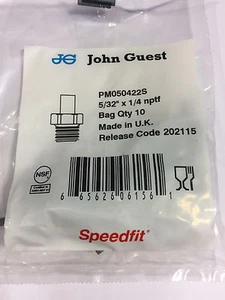 JG John Guest
PM050422S
5/32" x 1/4 nptf
Bag Qty 10
Made in U.K.
Release Code 202115
NSF
6 65626 06156 1
Speedfit®